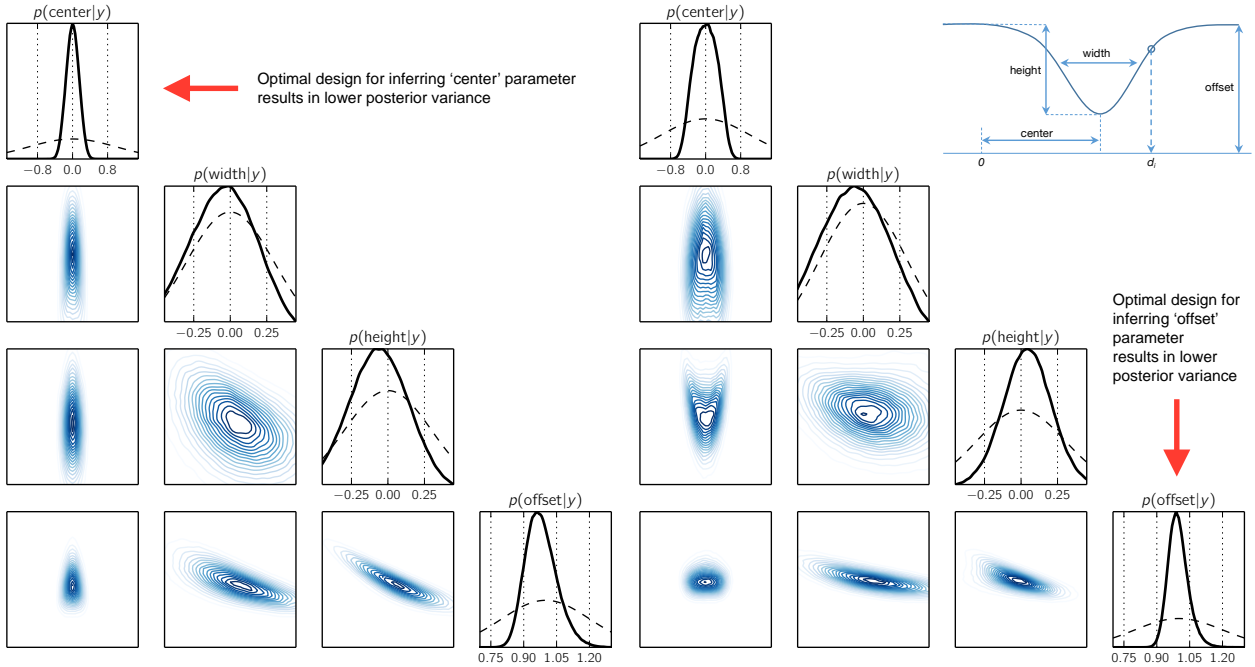 p(center|y)
−0.8 0.0 0.8
Optimal design for inferring ‘center’ parameter
results in lower posterior variance
p(width|y)
−0.25 0.00 0.25
p(height|y)
−0.25 0.00 0.25
p(offset|y)
0.75 0.90 1.05 1.20
p(center|y)
−0.8 0.0 0.8
width
height
offset
center
0
d_i
p(width|y)
−0.25 0.00 0.25
p(height|y)
−0.25 0.00 0.25
Optimal design for
inferring ‘offset’
parameter
results in lower
posterior variance
p(offset|y)
0.75 0.90 1.05 1.20